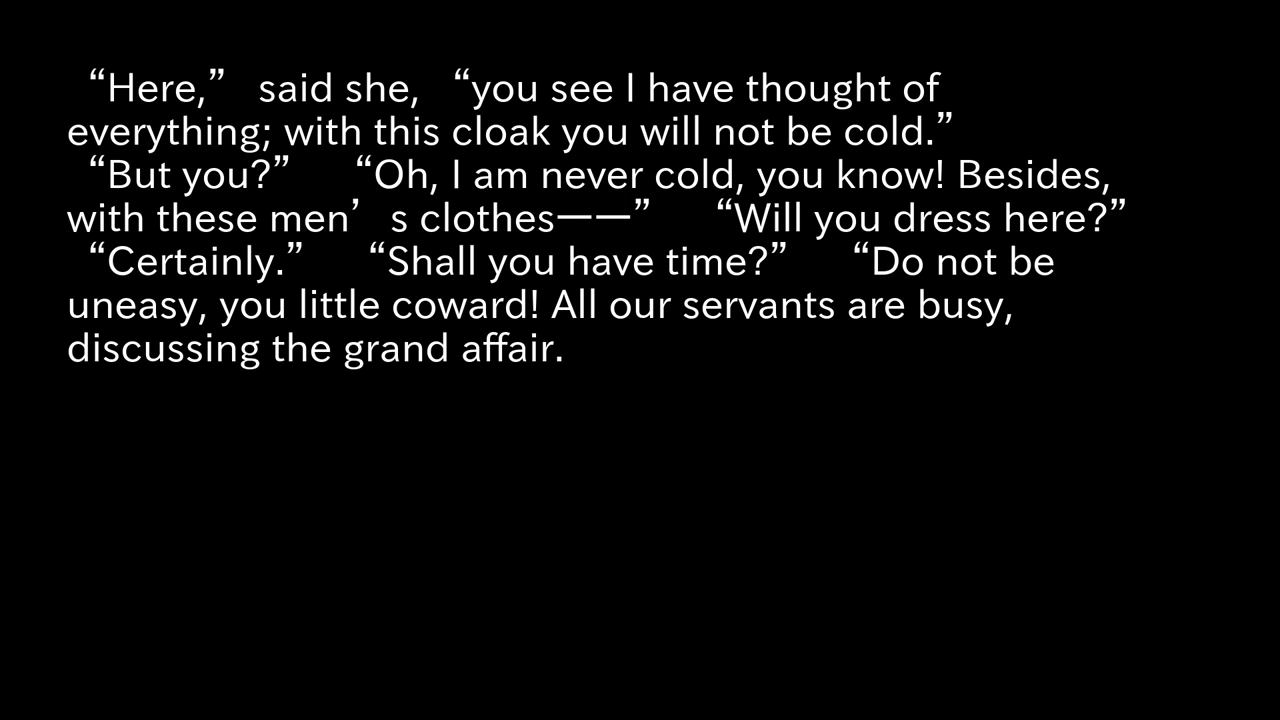 “Here,” said she, “you see I have thought of
everything; with this cloak you will not be cold.”
“But you?” “Oh, I am never cold, you know! Besides,
with these men’s clothes——” “Will you dress here?”
“Certainly.” “Shall you have time?” “Do not be
uneasy, you little coward! All our servants are busy,
discussing the grand affair.